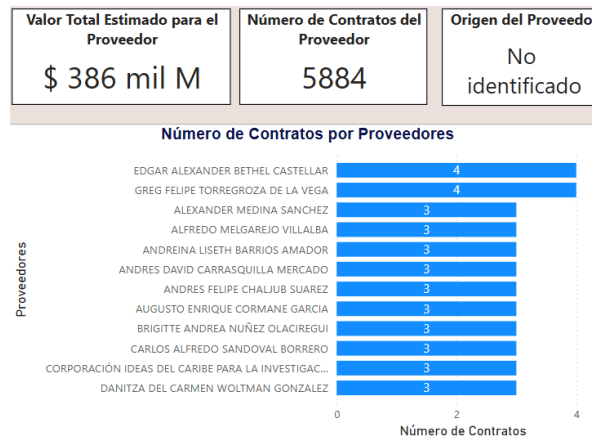 Valor Total Estimado para el
Proveedor
$ 386 mil M
Número de Contratos del
Proveedor
5884
Origen del Proveedo
No
identificado
Número de Contratos por Proveedores
Proveedores
EDGAR ALEXANDER BETHEL CASTELLAR 4
GREG FELIPE TORREGROZA DE LA VEGA 4
ALEXANDER MEDINA SANCHEZ 3
ALFREDO MELGAREJO VILLALBA 3
ANDREINA LISETH BARRIOS AMADOR 3
ANDRES DAVID CARRASQUILLA MERCADO 3
ANDRES FELIPE CHALJUB SUAREZ 3
AUGUSTO ENRIQUE CORMANE GARCIA 3
BRIGITTE ANDREA NUÑEZ OLACIREGUI 3
CARLOS ALFREDO SANDOVAL BORRERO 3
CORPORACIÓN IDEAS DEL CARIBE PARA LA INVESTIGAC... 3
DANITZA DEL CARMEN WOLTMAN GONZALEZ 3
0 2 4
Número de Contratos